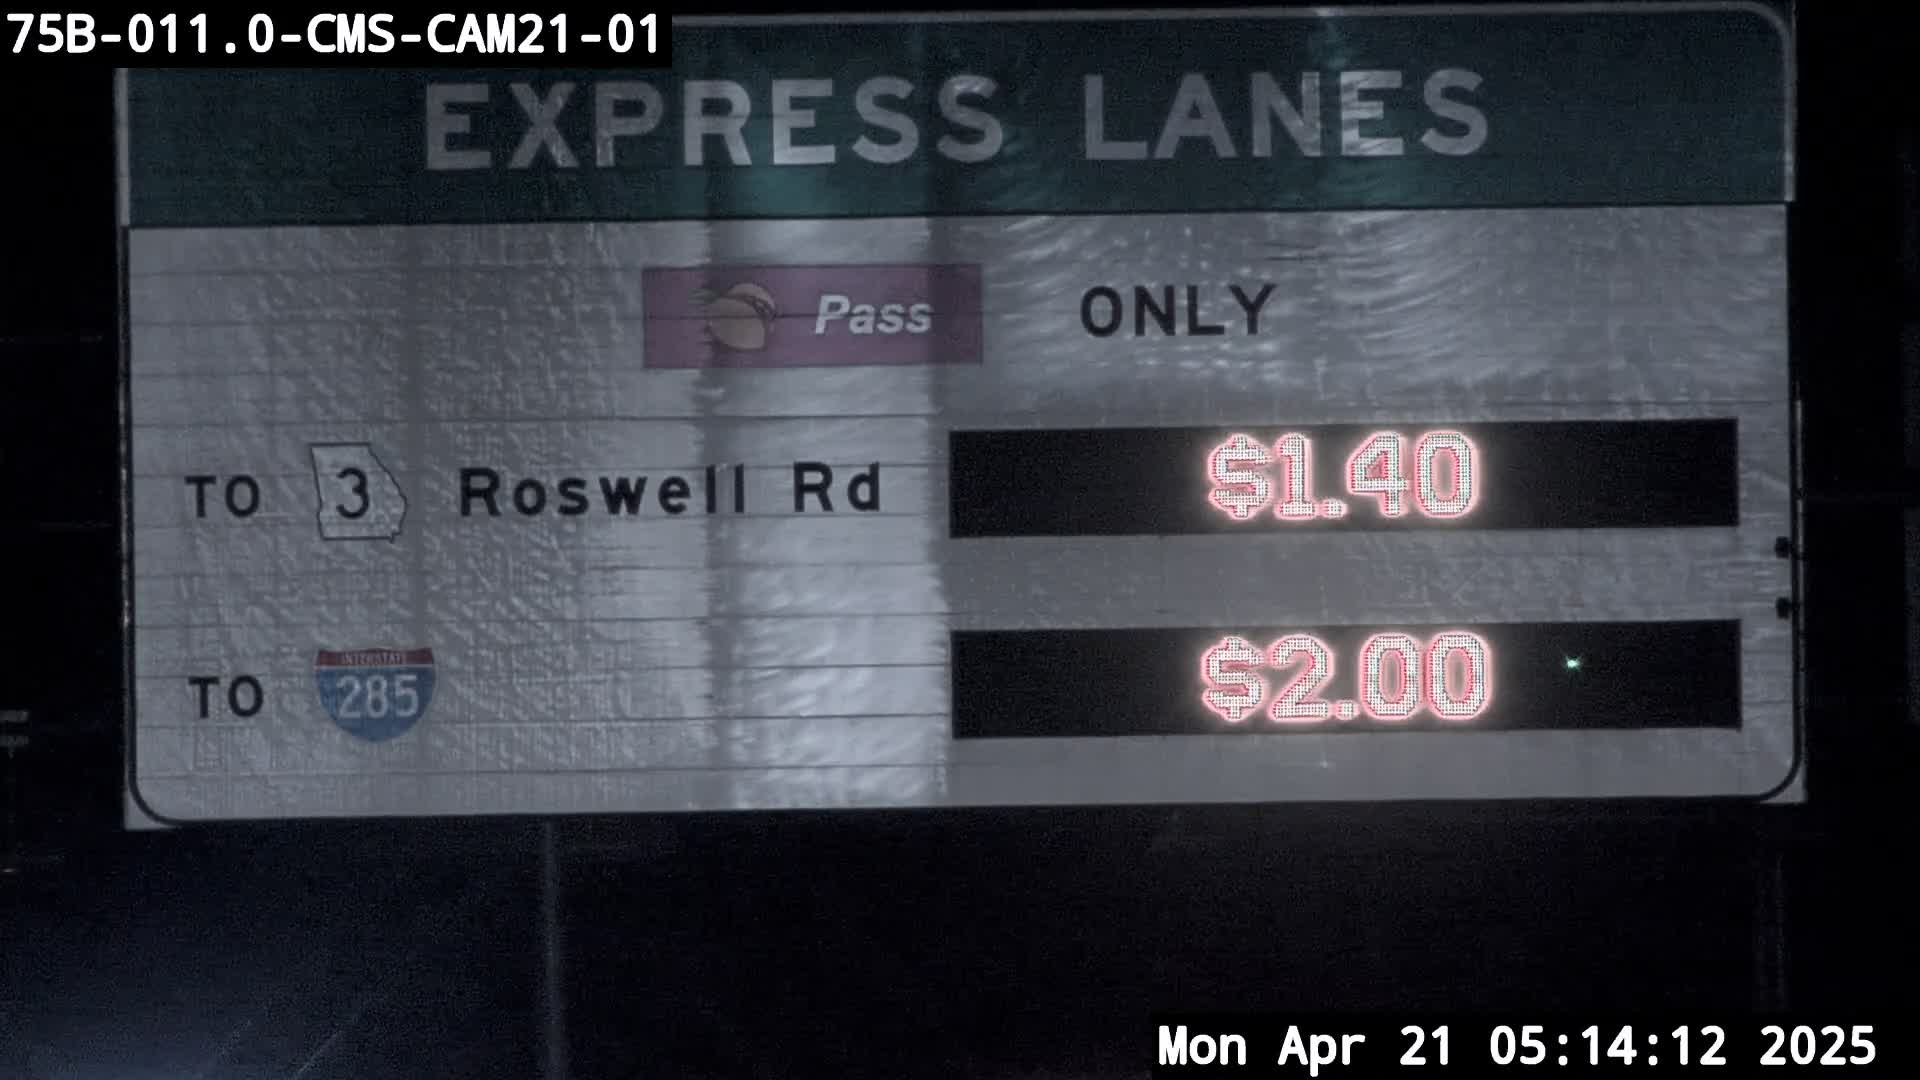 75B-011.0-CMS-CAM21-01
EXPRESS LANES
Pass ONLY
TO 3 Roswell Rd $1.40
INTERSTATE
TO 285 $2.00
Mon Apr 21 05:14:12 2025